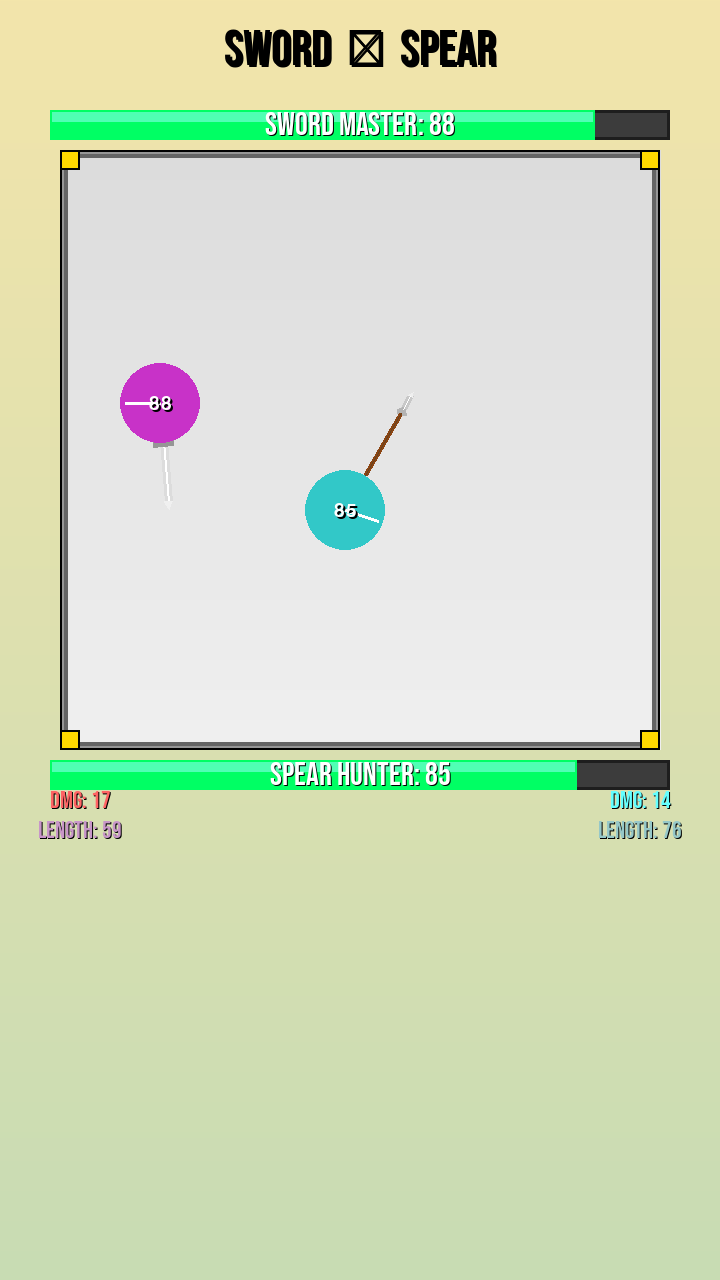 SWORD ☒ SPEAR
SWORD MASTER: 88
88
85
SPEAR HUNTER: 85
DMG: 17 DMG: 14
LENGTH: 59 LENGTH: 76